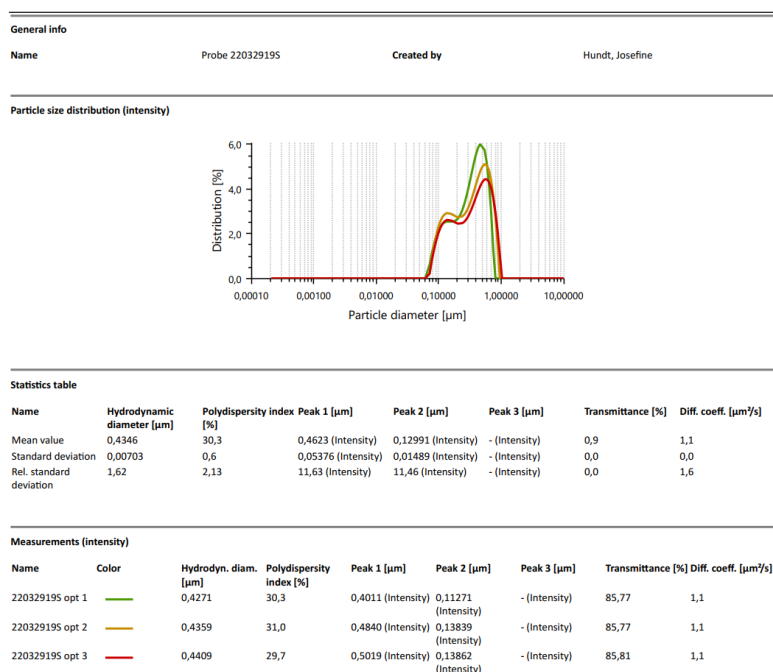 General info
Name Probe 22032919S Created by Hundt, Josefine
Particle size distribution (intensity)
6,0
4,0
2,0
0,0
Distribution [%]
0,00010 0,00100 0,01000 0,10000 1,00000 10,00000
Particle diameter [µm]
Statistics table
Name Hydrodynamic diameter [µm] Polydispersity index [%] Peak 1 [µm] Peak 2 [µm] Peak 3 [µm] Transmittance [%] Diff. coeff. [µm²/s]
Mean value 0,4346 30,3 0,4623 (Intensity) 0,12991 (Intensity) - (Intensity) 0,9 1,1
Standard deviation 0,00703 0,6 0,05376 (Intensity) 0,01489 (Intensity) - (Intensity) 0,0 0,0
Rel. standard deviation 1,62 2,13 11,63 (Intensity) 11,46 (Intensity) - (Intensity) 0,0 1,6
Measurements (intensity)
Name Color Hydrodyn. diam. [µm] Polydispersity index [%] Peak 1 [µm] Peak 2 [µm] Peak 3 [µm] Transmittance [%] Diff. coeff. [µm²/s]
22032919S opt 1 0,4271 30,3 0,4011 (Intensity) 0,11271 (Intensity) - (Intensity) 85,77 1,1
22032919S opt 2 0,4359 31,0 0,4840 (Intensity) 0,13839 (Intensity) - (Intensity) 85,77 1,1
22032919S opt 3 0,4409 29,7 0,5019 (Intensity) 0,13862 (Intensity) - (Intensity) 85,81 1,1